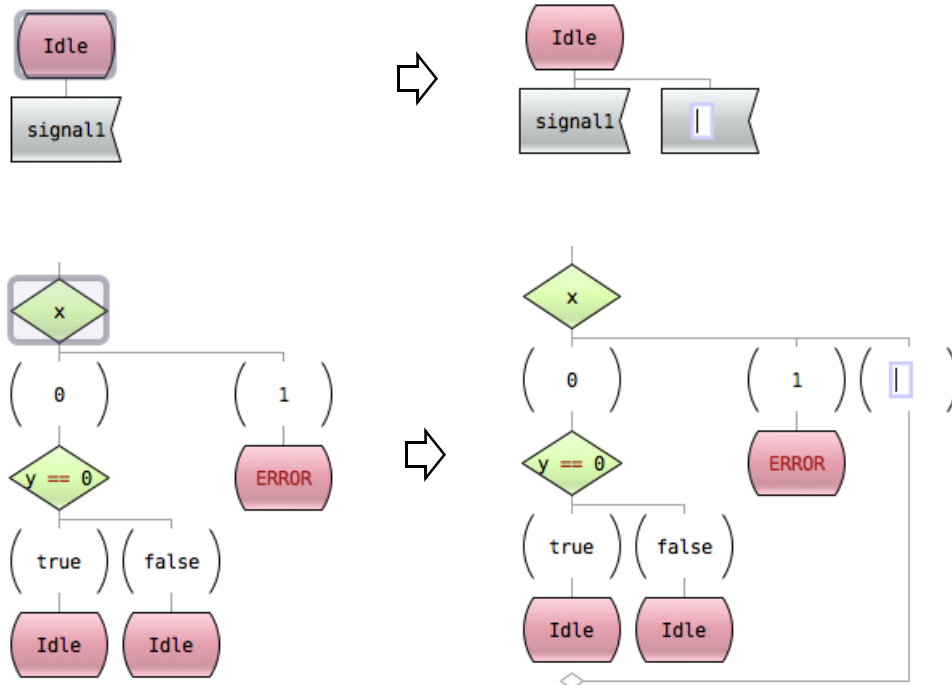 Idle
signal1
Idle
signal1
x
0
1
y == 0
ERROR
true
false
Idle
Idle
x
0
1
y == 0
ERROR
true
false
Idle
Idle